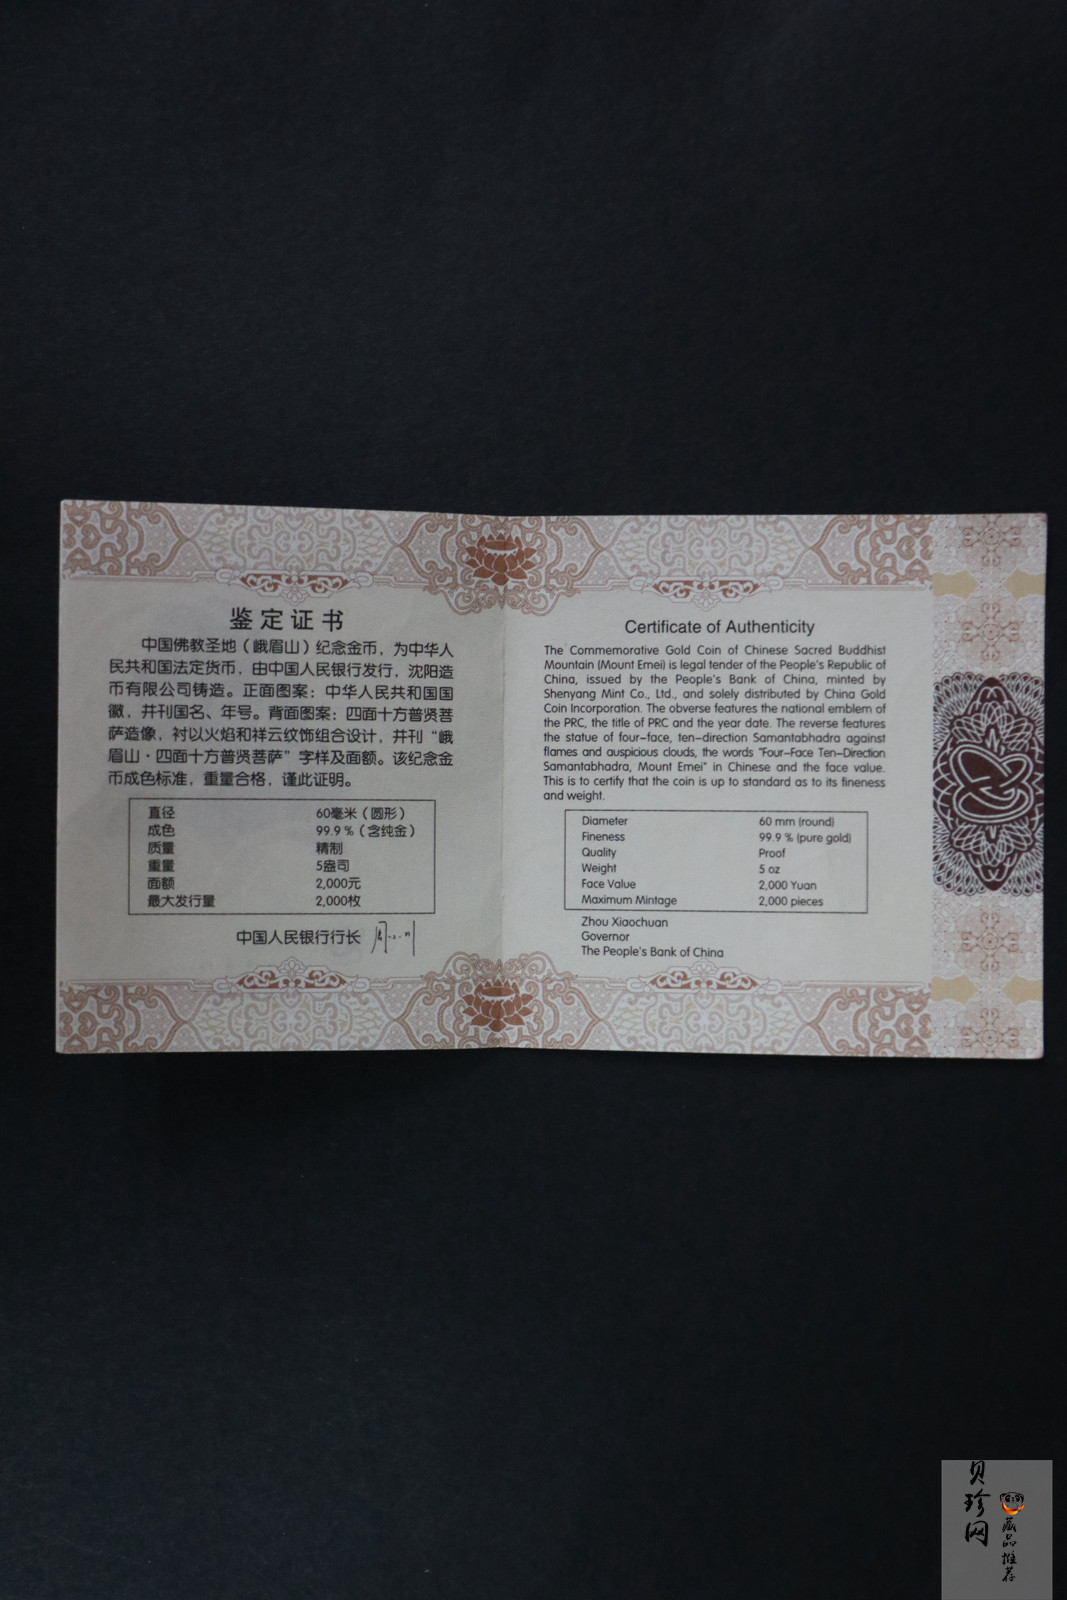 鉴定证书
中国佛教圣地（峨眉山）纪念金币，为中华人
民共和国法定货币，由中国人民银行发行，沈阳造
币有限公司铸造。正面图案：中华人民共和国国
徽，并刊国名、年号。背面图案：四面十方普贤菩
萨造像，衬以火焰和祥云纹饰组合设计，并刊“峨
眉山·四面十方普贤菩萨”字样及面额。该纪念金
币成色标准，重量合格，谨此证明。
直径 60毫米（圆形）
成色 99.9％（含纯金）
质量 精制
重量 5盎司
面额 2,000元
最大发行量 2,000枚
中国人民银行行长
Certificate of Authenticity
The Commemorative Gold Coin of Chinese Sacred Buddhist
Mountain (Mount Emei) is legal tender of the People's Republic of
China, issued by the People's Bank of China, minted by
Shenyang Mint Co., Ltd., and solely distributed by China Gold
Coin Incorporation. The obverse features the national emblem of
the PRC, the title of PRC and the year date. The reverse features
the statue of four-face, ten-direction Samantabhadra against
flames and auspicious clouds, the words "Four-Face Ten-Direction
Samantabhadra, Mount Emei" in Chinese and the face value.
This is to certify that the coin is up to standard as to its fineness
and weight.
Diameter 60 mm (round)
Fineness 99.9 % (pure gold)
Quality Proof
Weight 5 oz
Face Value 2,000 Yuan
Maximum Mintage 2,000 pieces
Zhou Xiaochuan
Governor
The People's Bank of China
贝珍网
藏品推荐